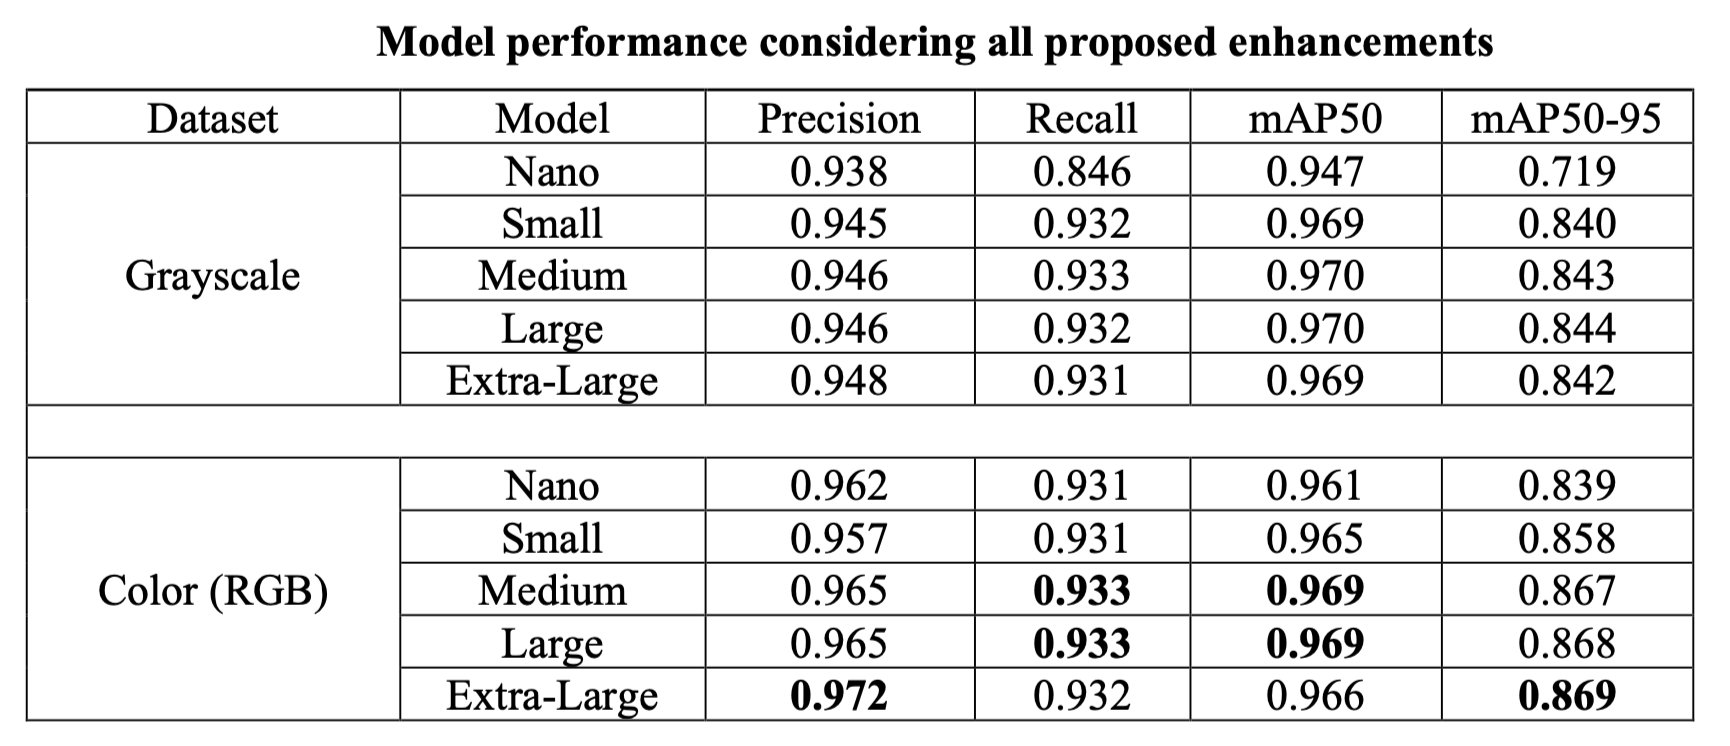 Model performance considering all proposed enhancements
Dataset Model Precision Recall mAP50 mAP50-95
Nano 0.938 0.846 0.947 0.719
Small 0.945 0.932 0.969 0.840
Grayscale Medium 0.946 0.933 0.970 0.843
Large 0.946 0.932 0.970 0.844
Extra-Large 0.948 0.931 0.969 0.842
Nano 0.962 0.931 0.961 0.839
Small 0.957 0.931 0.965 0.858
Color (RGB) Medium 0.965 0.933 0.969 0.867
Large 0.965 0.933 0.969 0.868
Extra-Large 0.972 0.932 0.966 0.869